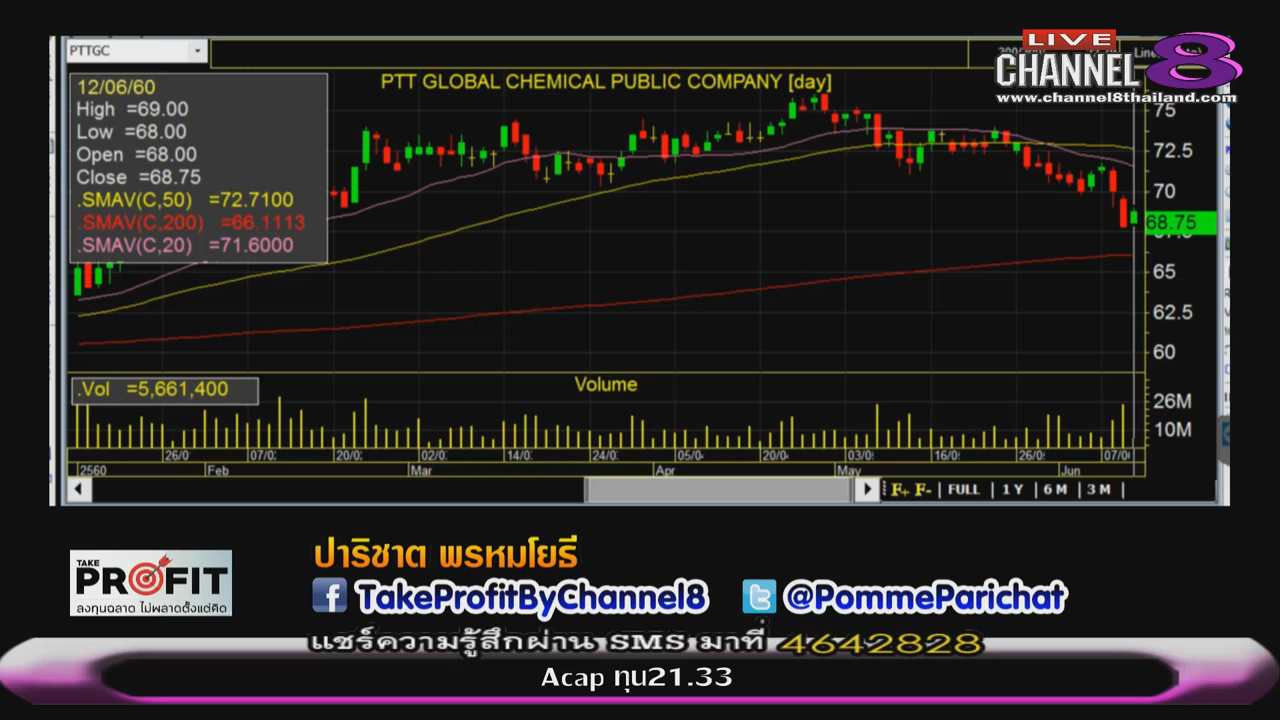 PTTGC
LIVE
CHANNEL 8
www.channel8thailand.com
PTT GLOBAL CHEMICAL PUBLIC COMPANY [day]
12/06/60
High =69.00
Low =68.00
Open =68.00
Close =68.75
.SMAV(C,50) =72.7100
.SMAV(C,200) =66.1113
.SMAV(C,20) =71.6000
75
72.5
70
68.75
65
62.5
60
.Vol =5,661,400
Volume
26M
10M
26/0 07/0 20/0 02/0 14/0 24/0 05/0 20/0 03/0 16/0 26/0 07/0
2560 Feb Mar Apr May Jun
F+ F- FULL 1 Y 6 M 3 M
TAKE
PROFIT
ลงทุนฉลาด ไม่พลาดตั้งแต่คิด
ปาริชาต พรหมโยธี
TakeProfitByChannel8 @PommeParichat
แชร์ความรู้สึกผ่าน SMS มาที่ 4642828
Acap ทุน21.33